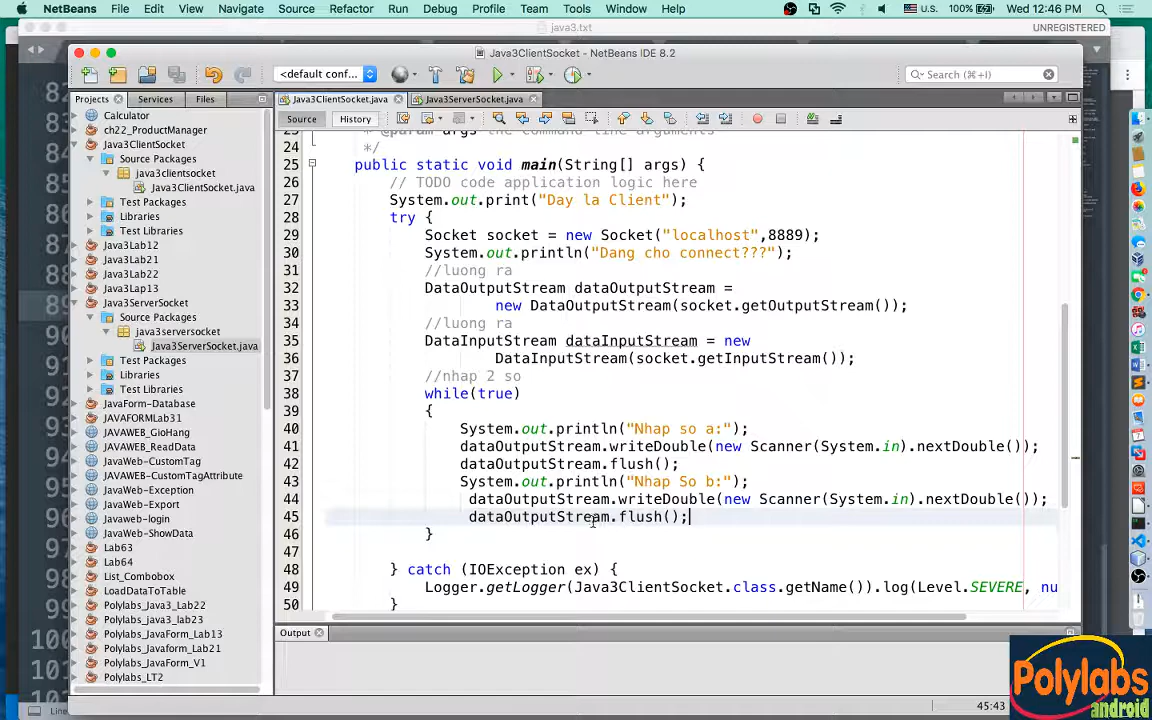 NetBeans File Edit View Navigate Source Refactor Run Debug Profile Team Tools Window Help U.S. 100% Wed 12:46 PM
java3.txt UNREGISTERED
Java3ClientSocket - NetBeans IDE 8.2
<default conf... Search (⌘+I)
Projects Services Files
Java3ClientSocket.java Java3ServerSocket.java
Source History
Calculator
ch22_ProductManager
Java3ClientSocket
Source Packages
java3clientsocket
Java3ClientSocket.java
Test Packages
Libraries
Test Libraries
Java3Lab12
Java3Lab21
Java3Lab22
Java3Lap13
Java3ServerSocket
Source Packages
java3serversocket
Java3ServerSocket.java
Test Packages
Libraries
Test Libraries
JavaForm-Database
JAVAFORMLab31
JAVAWEB_GioHang
JAVAWEB_ReadData
JavaWeb-CustomTag
JAVAWEB-CustomTagAttribute
JavaWeb-Exception
JavaWEB-FORM
Javaweb-login
JavaWeb-ShowData
Lab63
Lab64
List_Combobox
LoadDataToTable
Polylabs_Java3_Lab22
Polylabs_java3_lab23
Polylabs_JavaForm_Lab13
Polylabs_Javaform_Lab21
Polylabs_JavaForm_V1
Polylabs_LT2
23 * @param args the command line arguments
24 */
25 public static void main(String[] args) {
26 // TODO code application logic here
27 System.out.print("Day la Client");
28 try {
29 Socket socket = new Socket("localhost",8889);
30 System.out.println("Dang cho connect???");
31 //luong ra
32 DataOutputStream dataOutputStream =
33 new DataOutputStream(socket.getOutputStream());
34 //luong ra
35 DataInputStream dataInputStream = new
36 DataInputStream(socket.getInputStream());
37 //nhap 2 so
38 while(true)
39 {
40 System.out.println("Nhap so a:");
41 dataOutputStream.writeDouble(new Scanner(System.in).nextDouble());
42 dataOutputStream.flush();
43 System.out.println("Nhap So b:");
44 dataOutputStream.writeDouble(new Scanner(System.in).nextDouble());
45 dataOutputStream.flush();
46 }
47
48 } catch (IOException ex) {
49 Logger.getLogger(Java3ClientSocket.class.getName()).log(Level.SEVERE, nu
50 }
Output
45:43
Polylabs
android
Line